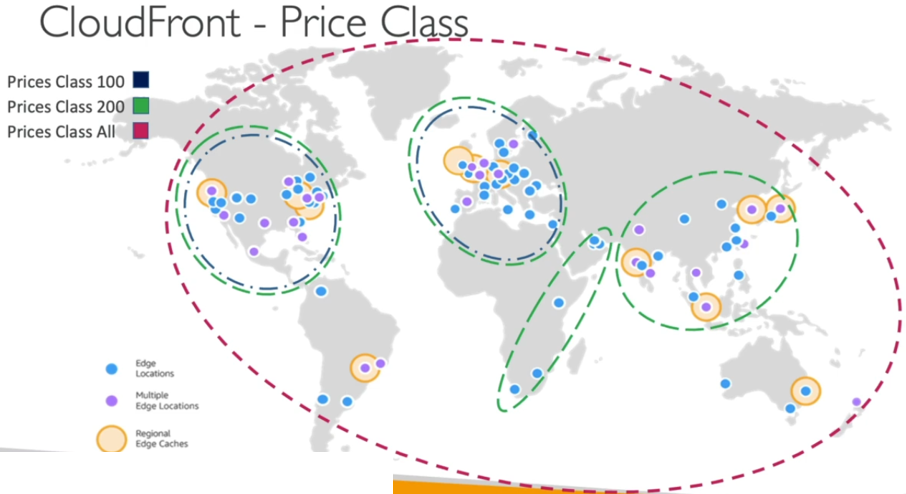 CloudFront - Price Class
Prices Class 100
Prices Class 200
Prices Class All
Edge
Locations
Multiple
Edge Locations
Regional
Edge Caches